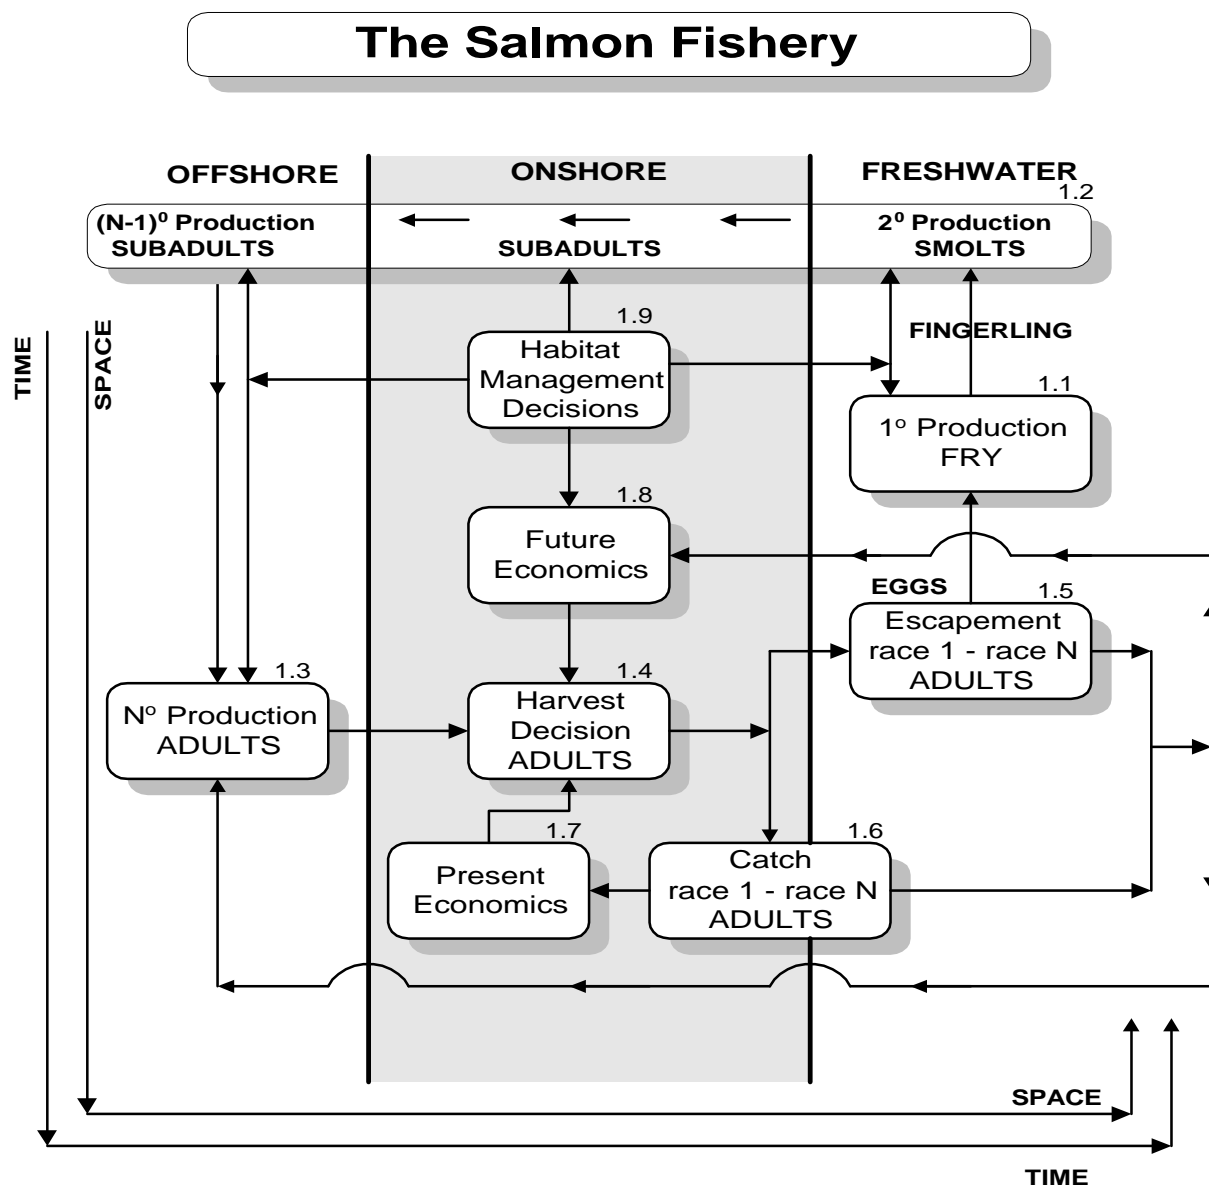 The Salmon Fishery
OFFSHORE
ONSHORE
FRESHWATER
1.2
(N-1)⁰ Production
SUBADULTS
SUBADULTS
2⁰ Production
SMOLTS
TIME
SPACE
1.9
Habitat
Management
Decisions
FINGERLING
1.1
1º Production
FRY
1.8
Future
Economics
EGGS
1.5
Escapement
race 1 - race N
ADULTS
1.3
Nº Production
ADULTS
1.4
Harvest
Decision
ADULTS
1.7
Present
Economics
1.6
Catch
race 1 - race N
ADULTS
SPACE
TIME